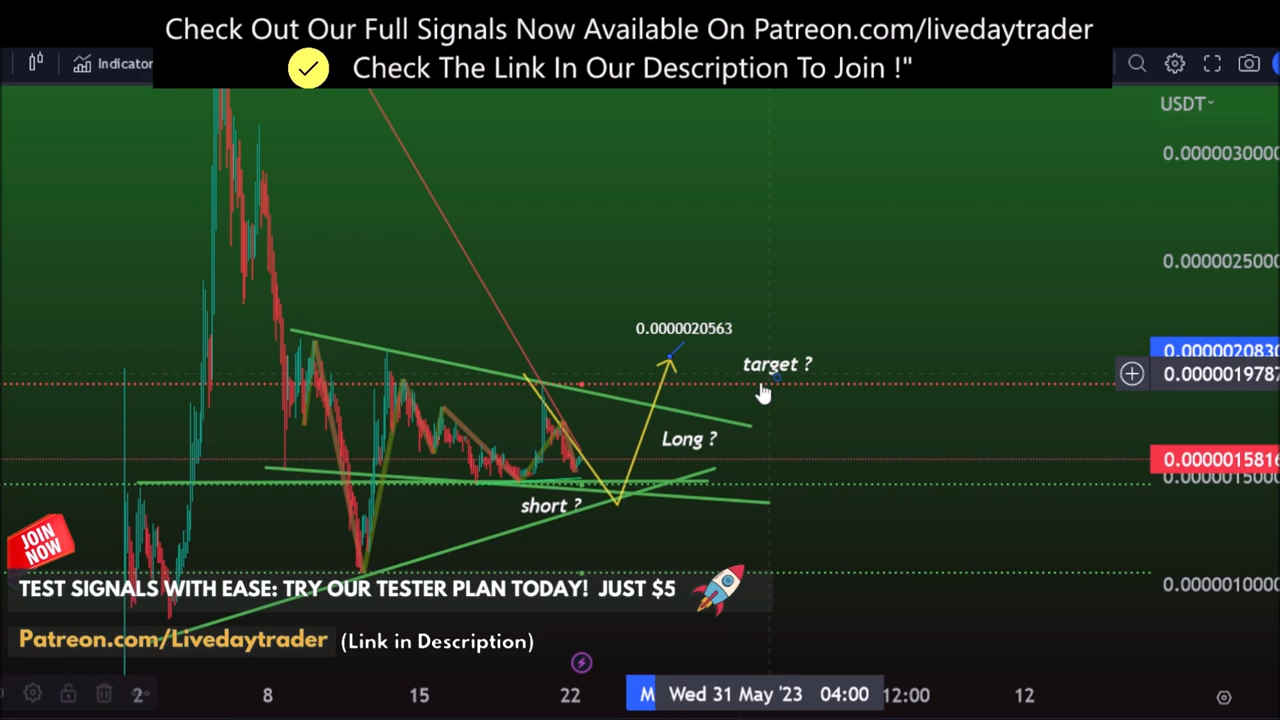 Check Out Our Full Signals Now Available On Patreon.com/livedaytrader
Check The Link In Our Description To Join !"
Indicator
USDT
0.0000030000
0.0000025000
0.0000020563
target ?
0.0000020830
0.0000019787
Long ?
0.0000015816
0.0000015000
short ?
JOIN
NOW
0.0000010000
TEST SIGNALS WITH EASE: TRY OUR TESTER PLAN TODAY! JUST $5
Patreon.com/Livedaytrader (Link in Description)
2 8 15 22 M Wed 31 May '23 04:00 12:00 12